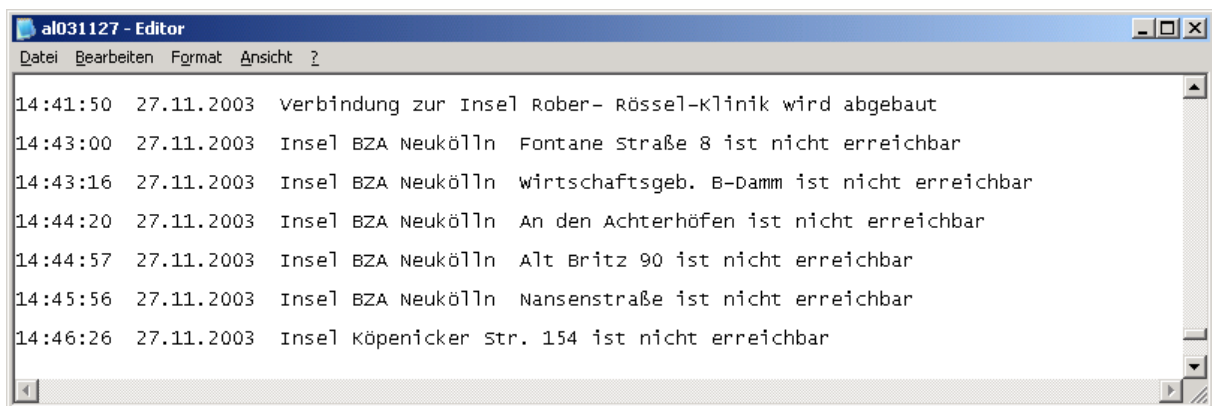 al031127 - Editor
Datei Bearbeiten Format Ansicht ?
14:41:50 27.11.2003 Verbindung zur Insel Rober- Rössel-Klinik wird abgebaut
14:43:00 27.11.2003 Insel BZA Neukölln Fontane Straße 8 ist nicht erreichbar
14:43:16 27.11.2003 Insel BZA Neukölln Wirtschaftsgeb. B-Damm ist nicht erreichbar
14:44:20 27.11.2003 Insel BZA Neukölln An den Achterhöfen ist nicht erreichbar
14:44:57 27.11.2003 Insel BZA Neukölln Alt Britz 90 ist nicht erreichbar
14:45:56 27.11.2003 Insel BZA Neukölln Nansenstraße ist nicht erreichbar
14:46:26 27.11.2003 Insel Köpenicker Str. 154 ist nicht erreichbar